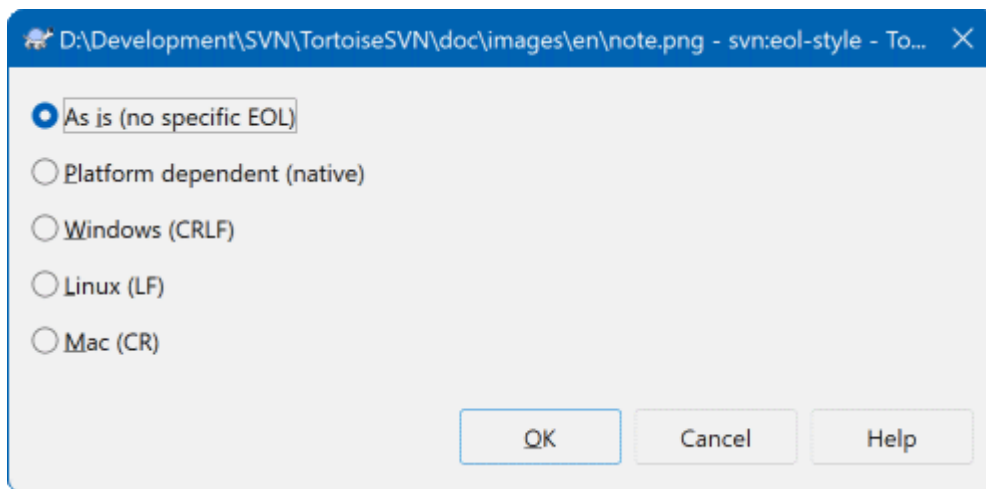 D:\Development\SVN\TortoiseSVN\doc\images\en\note.png - svn:eol-style - To...
As is (no specific EOL)
Platform dependent (native)
Windows (CRLF)
Linux (LF)
Mac (CR)
OK Cancel Help